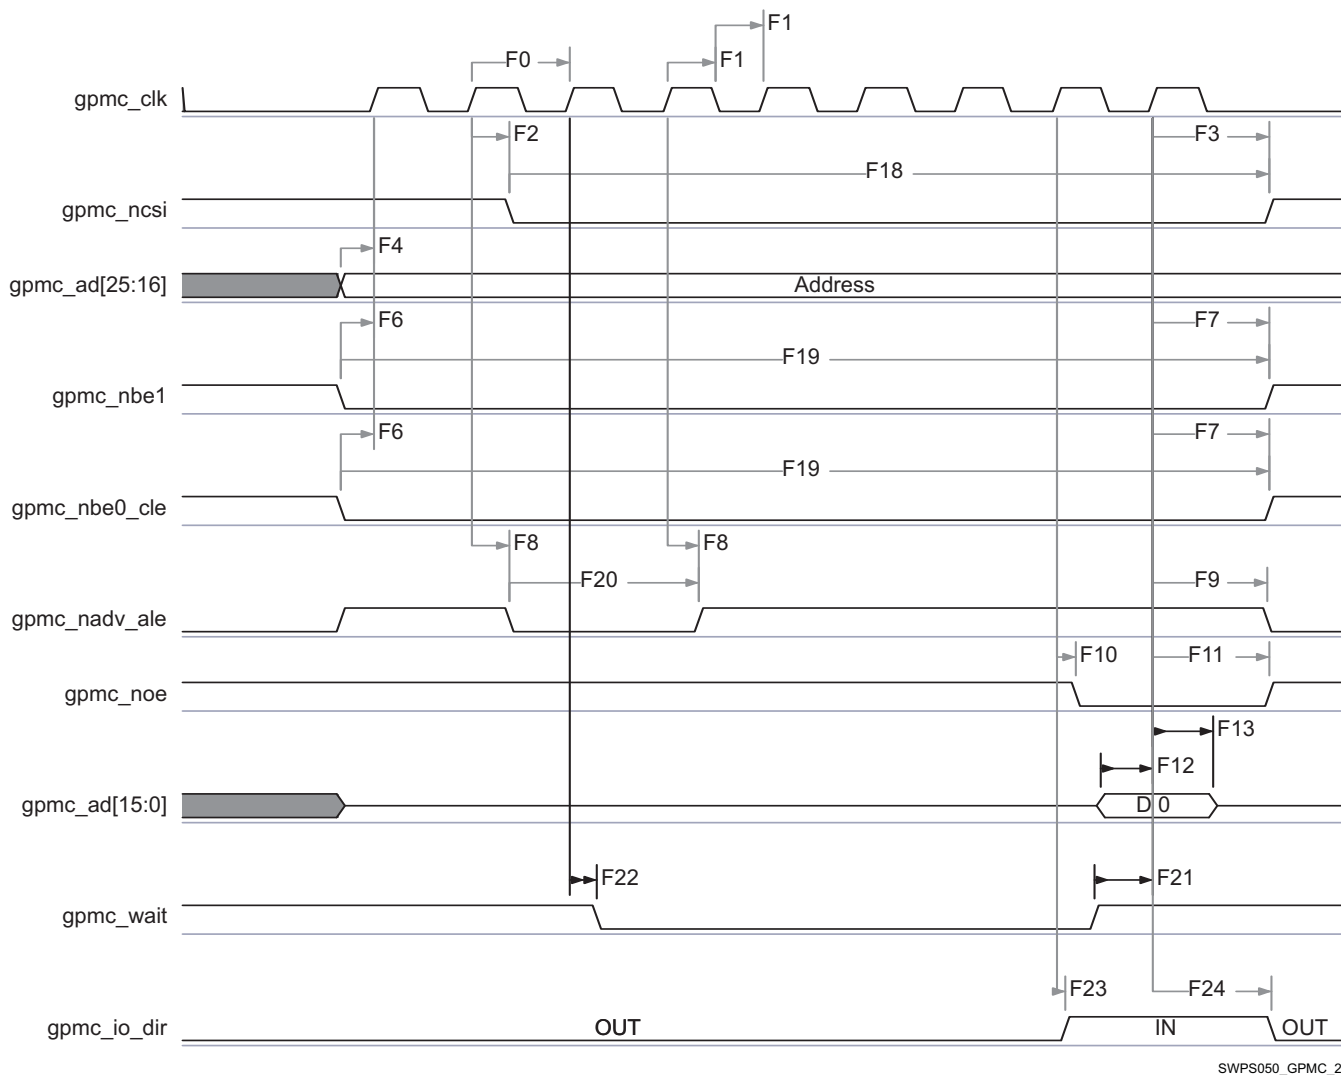 F1
F0
F1
gpmc_clk
F2
F3
F18
gpmc_ncsi
F4
gpmc_ad[25:16]
Address
F6
F7
F19
gpmc_nbe1
F6
F7
F19
gpmc_nbe0_cle
F8
F8
F20
F9
gpmc_nadv_ale
F10
F11
gpmc_noe
F13
F12
gpmc_ad[15:0]
D 0
F22
F21
gpmc_wait
F23
F24
gpmc_io_dir
OUT
IN
OUT
SWPS050_GPMC_2